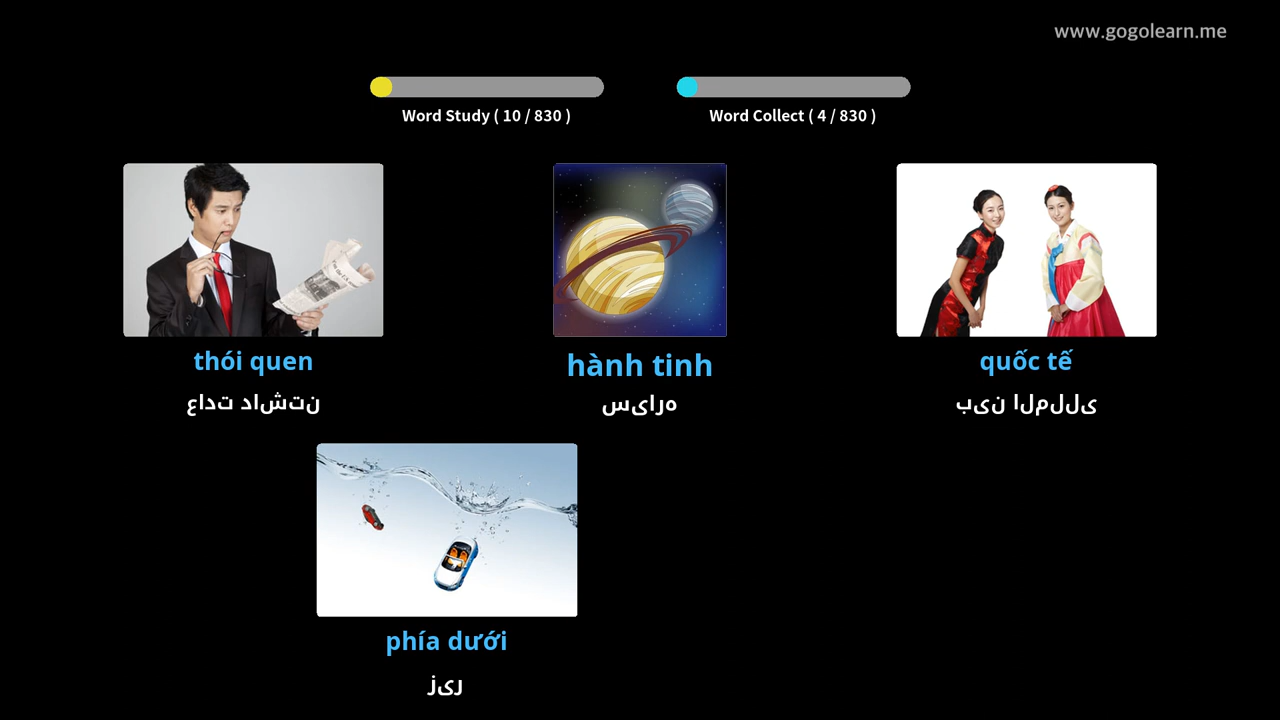 www.gogolearn.me
Word Study ( 10 / 830 )
Word Collect ( 4 / 830 )
thói quen
عادت داشتن
hành tinh
سیاره
quốc tế
بین المللی
phía dưới
زیر